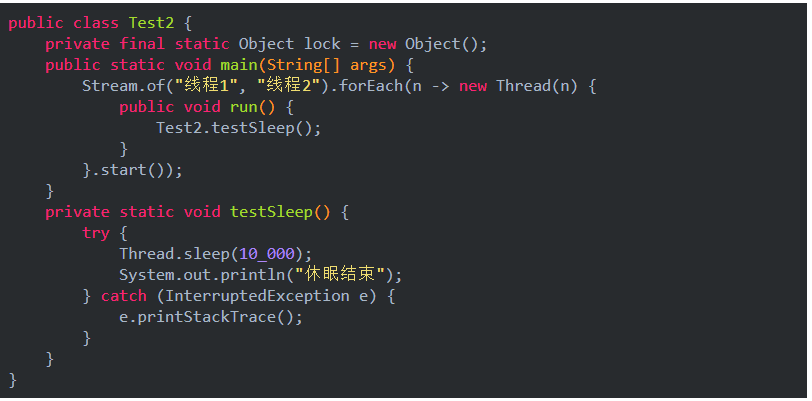 public class Test2 {
    private final static Object lock = new Object();
    public static void main(String[] args) {
        Stream.of("线程1", "线程2").forEach(n -> new Thread(n) {
            public void run() {
                Test2.testSleep();
            }
        }.start());
    }
    private static void testSleep() {
        try {
            Thread.sleep(10_000);
            System.out.println("休眠结束");
        } catch (InterruptedException e) {
            e.printStackTrace();
        }
    }
}